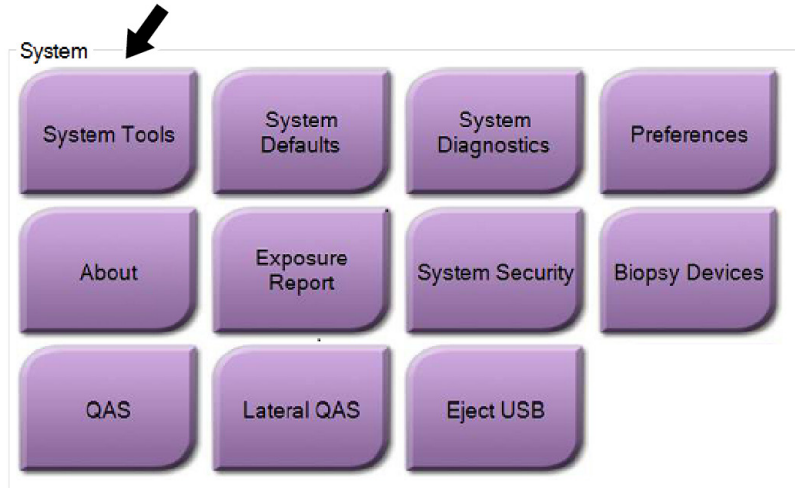 System
System Tools
System
Defaults
System
Diagnostics
Preferences
About
Exposure
Report
System Security
Biopsy Devices
QAS
Lateral QAS
Eject USB